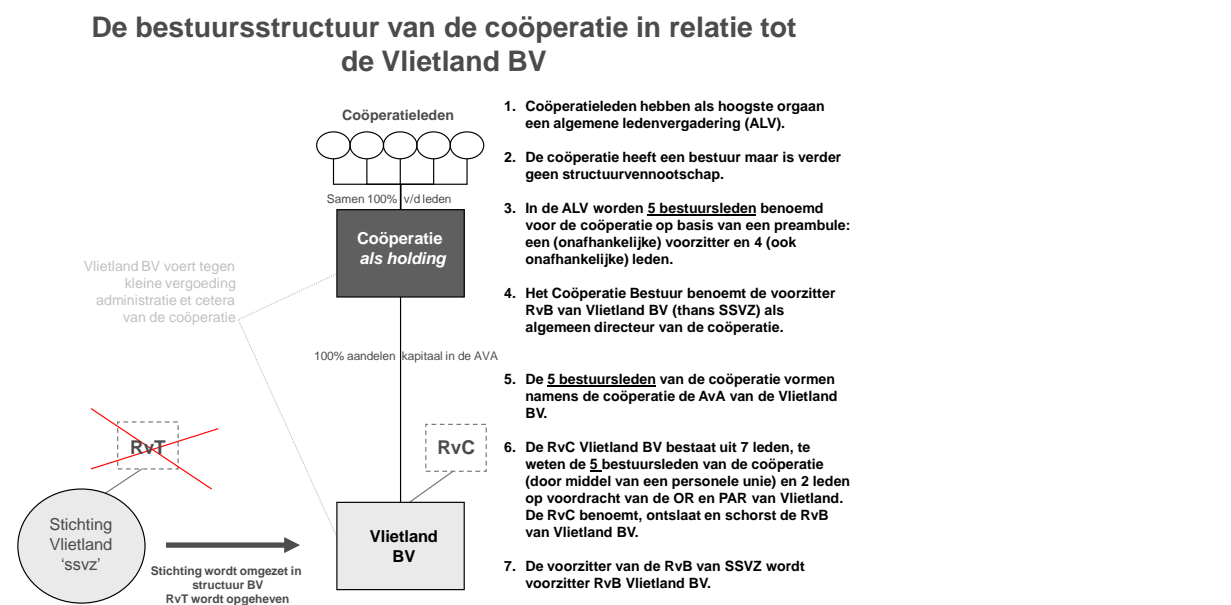 De bestuursstructuur van de coöperatie in relatie tot
de Vlietland BV
Coöperatieleden
Samen 100% v/d leden
Coöperatie
als holding
Vlietland BV voert tegen
kleine vergoeding
administratie et cetera
van de coöperatie
100% aandelen kapitaal in de AVA
RvT
RvC
Stichting
Vlietland
‘ssvz’
Stichting wordt omgezet in
structuur BV
RvT wordt opgeheven
Vlietland
BV
1. Coöperatieleden hebben als hoogste orgaan
een algemene ledenvergadering (ALV).
2. De coöperatie heeft een bestuur maar is verder
geen structuurvennootschap.
3. In de ALV worden 5 bestuursleden benoemd
voor de coöperatie op basis van een preambule:
een (onafhankelijke) voorzitter en 4 (ook
onafhankelijke) leden.
4. Het Coöperatie Bestuur benoemt de voorzitter
RvB van Vlietland BV (thans SSVZ) als
algemeen directeur van de coöperatie.
5. De 5 bestuursleden van de coöperatie vormen
namens de coöperatie de AvA van de Vlietland
BV.
6. De RvC Vlietland BV bestaat uit 7 leden, te
weten de 5 bestuursleden van de coöperatie
(door middel van een personele unie) en 2 leden
op voordracht van de OR en PAR van Vlietland.
De RvC benoemt, ontslaat en schorst de RvB
van Vlietland BV.
7. De voorzitter van de RvB van SSVZ wordt
voorzitter RvB Vlietland BV.